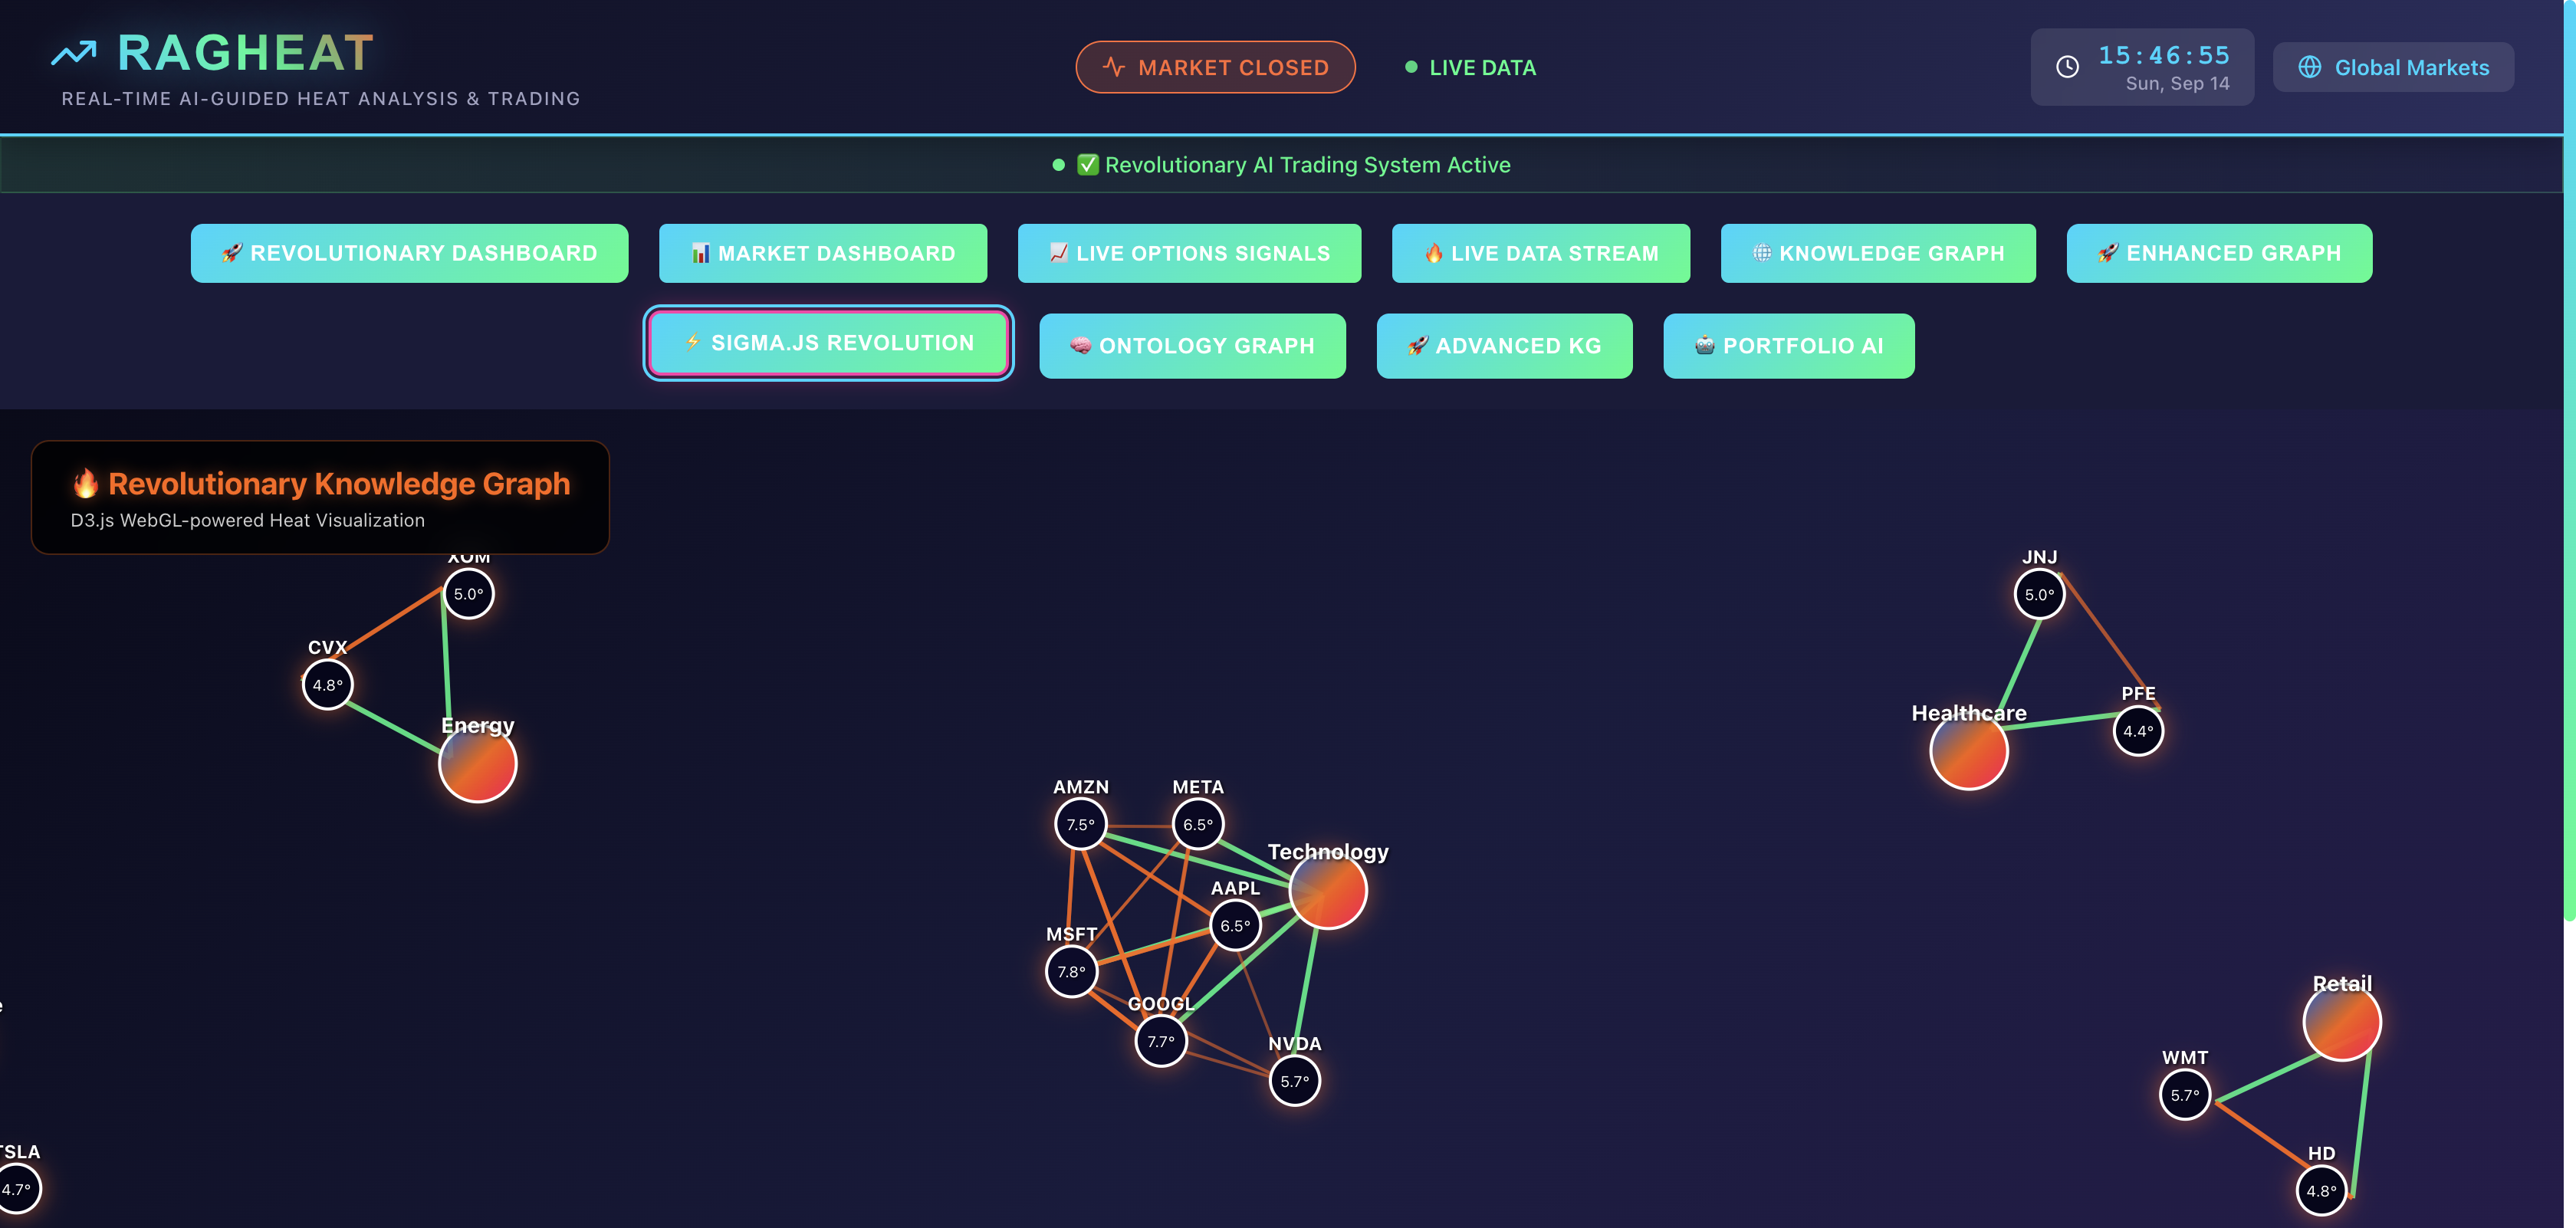 RAGHEAT
REAL-TIME AI-GUIDED HEAT ANALYSIS & TRADING
MARKET CLOSED
LIVE DATA
15:46:55
Sun, Sep 14
Global Markets
✅ Revolutionary AI Trading System Active
🚀 REVOLUTIONARY DASHBOARD
📊 MARKET DASHBOARD
📈 LIVE OPTIONS SIGNALS
🔥 LIVE DATA STREAM
🌐 KNOWLEDGE GRAPH
🚀 ENHANCED GRAPH
⚡ SIGMA.JS REVOLUTION
🧠 ONTOLOGY GRAPH
🚀 ADVANCED KG
🤖 PORTFOLIO AI
🔥 Revolutionary Knowledge Graph
D3.js WebGL-powered Heat Visualization
XOM
5.0°
CVX
4.8°
Energy
JNJ
5.0°
PFE
4.4°
Healthcare
AMZN
7.5°
META
6.5°
Technology
AAPL
6.5°
MSFT
7.8°
GOOGL
7.7°
NVDA
5.7°
Retail
WMT
5.7°
HD
4.8°
TSLA
4.7°